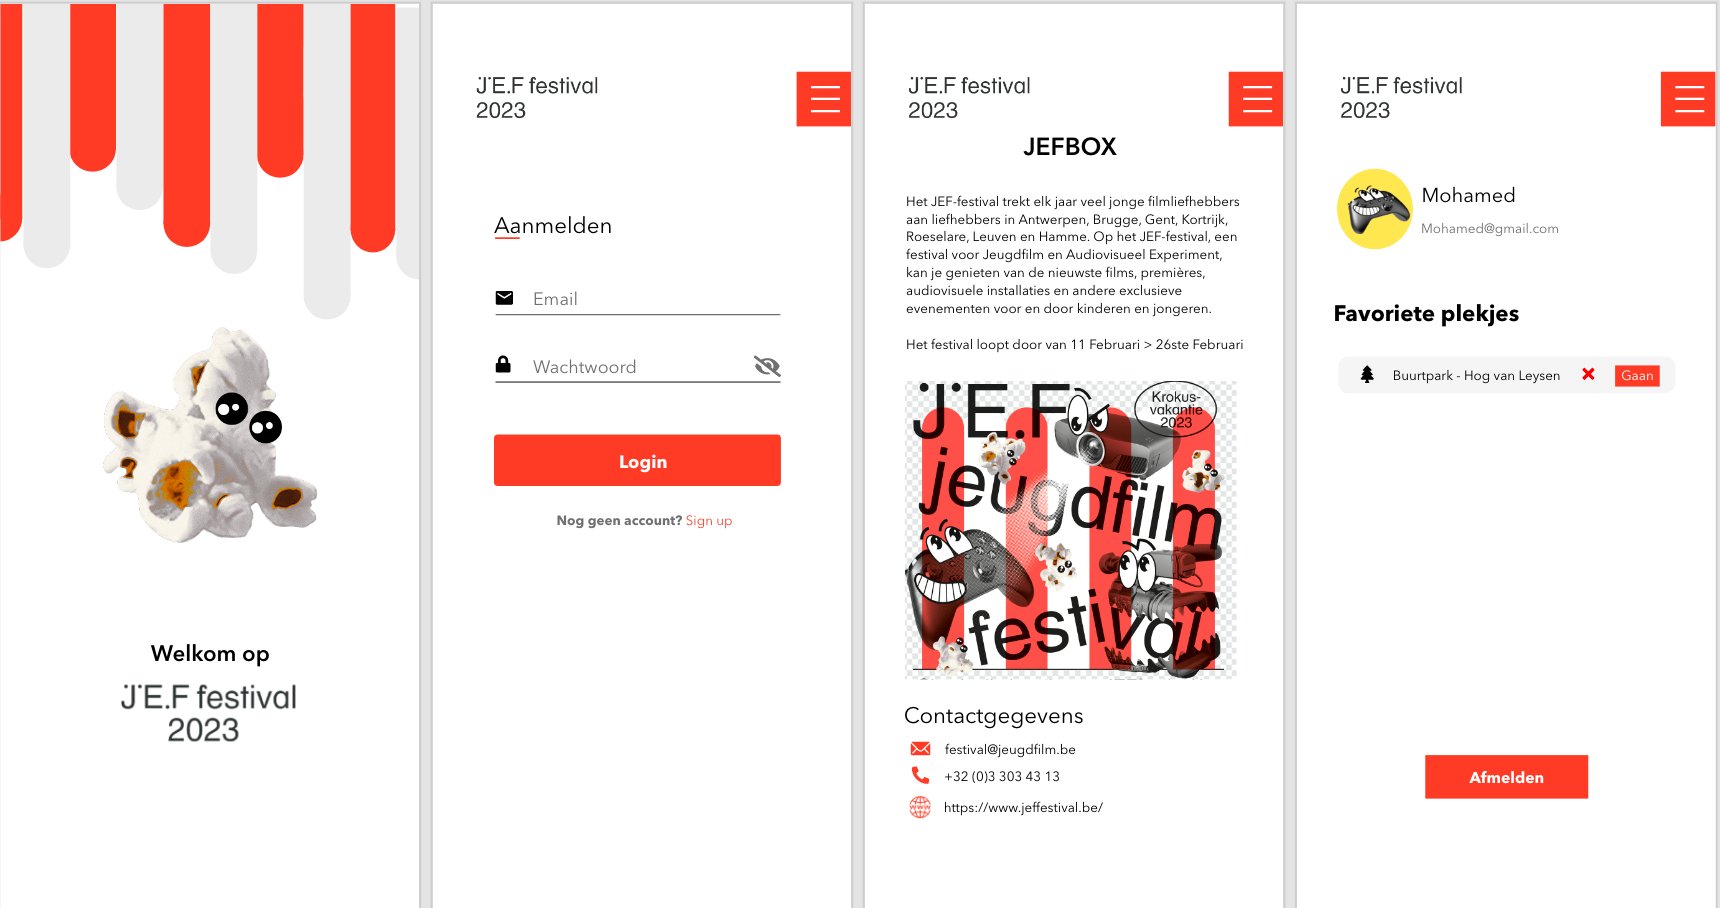 Welkom op
J.E.F festival
2023
J.E.F festival
2023
Aanmelden
Email
Wachtwoord
Login
Nog geen account? Sign up
J.E.F festival
2023
JEFBOX
Het JEF-festival trekt elk jaar veel jonge filmliefhebbers
aan liefhebbers in Antwerpen, Brugge, Gent, Kortrijk,
Roeselare, Leuven en Hamme. Op het JEF-festival, een
festival voor Jeugdfilm en Audiovisueel Experiment,
kan je genieten van de nieuwste films, premières,
audiovisuele installaties en andere exclusieve
evenementen voor en door kinderen en jongeren.
Het festival loopt door van 11 Februari > 26ste Februari
J.E.F
Krokus-
vakantie
2023
jeugdfilm
festival
Contactgegevens
festival@jeugdfilm.be
+32 (0)3 303 43 13
www
https://www.jeffestival.be/
J.E.F festival
2023
Mohamed
Mohamed@gmail.com
Favoriete plekjes
Buurtpark - Hog van Leysen
Gaan
Afmelden